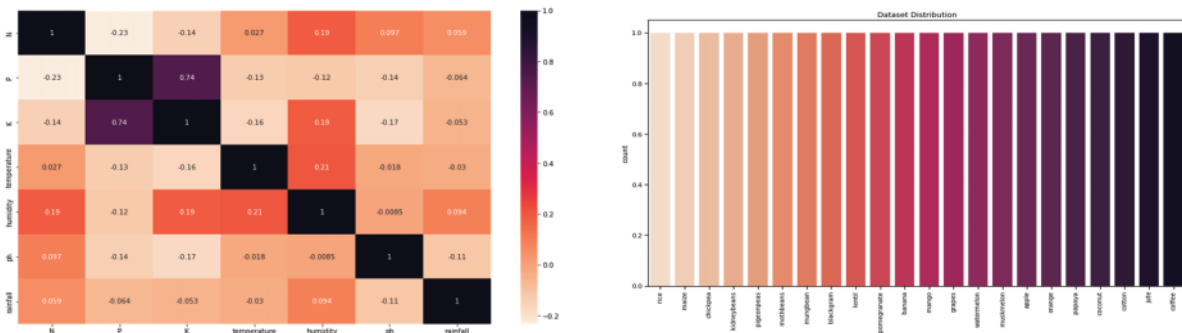 N 1 -0.23 -0.14 0.027 0.19 0.097 0.059
P -0.23 1 0.74 -0.13 -0.12 -0.14 -0.064
K -0.14 0.74 1 -0.16 0.19 -0.17 -0.053
temperature 0.027 -0.13 -0.16 1 0.21 -0.018 -0.03
humidity 0.19 -0.12 0.19 0.21 1 -0.0085 0.094
ph 0.097 -0.14 -0.17 -0.018 -0.0085 1 -0.11
rainfall 0.059 -0.064 -0.053 -0.03 0.094 -0.11 1
N P K temperature humidity ph rainfall
1.0
0.8
0.6
0.4
0.2
0.0
-0.2
Dataset Distribution
count
1.0
0.8
0.6
0.4
0.2
0.0
rice maize chickpea kidneybeans pigeonpeas mothbeans mungbean blackgram lentil pomegranate banana mango grapes watermelon muskmelon apple orange papaya coconut cotton jute coffee